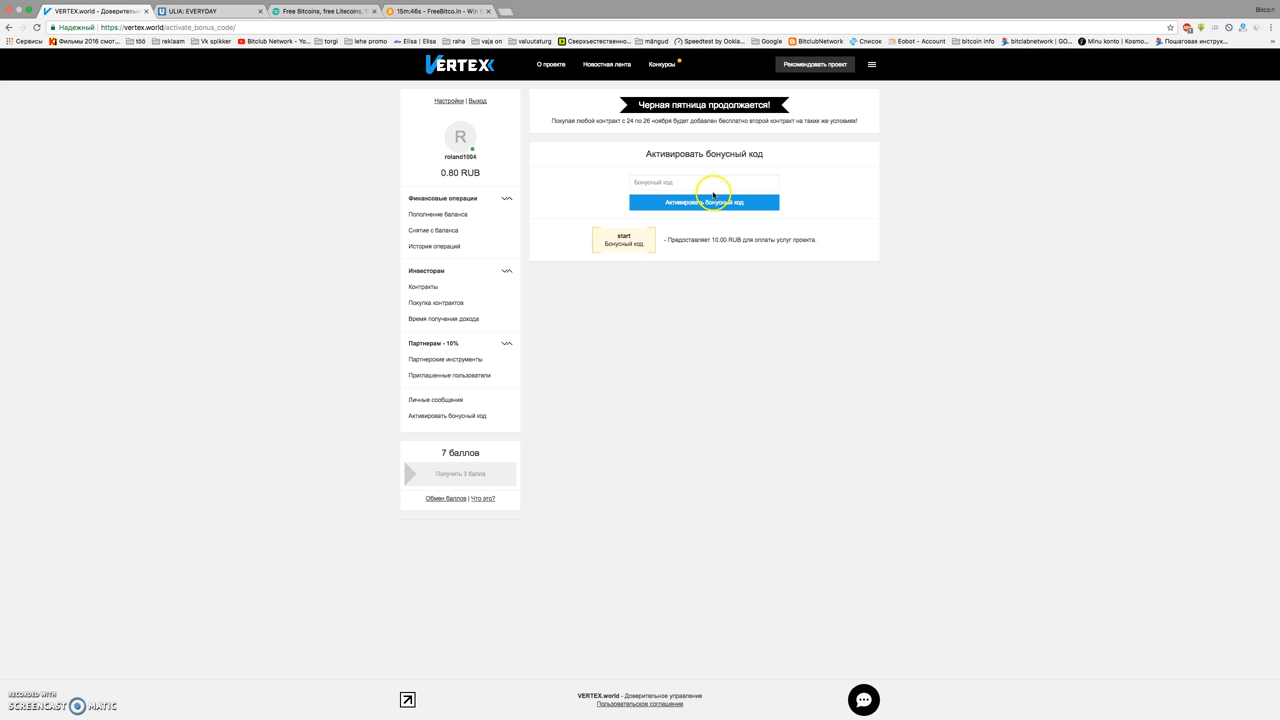 VERTEX.world - Доверительн
ULIA: EVERYDAY
Free Bitcoins, free Litecoins, f
15m:46s - FreeBitco.in - Win f
Bitcoin
Надежный
https://vertex.world/activate_bonus_code/
Сервисы
Фильмы 2016 смот...
töö
reklaam
Vk spikker
Bitclub Network - Yo...
torgi
lehe promo
Elisa | Elisa
raha
vaja on
valuutaturg
Сверхъестественно...
mängud
Speedtest by Ookla...
Google
BitclubNetwork
Список
Eobot - Account
bitcoin info
bitclabnetwork | GO...
Minu konto | Kosmo...
Пошаговая инструк...
VERTEX
О проекте
Новостная лента
Конкурсы
Рекомендовать проект
Настройки | Выход
R
roland1004
0.80 RUB
Финансовые операции
Пополнение баланса
Снятие с баланса
История операций
Инвесторам
Контракты
Покупка контрактов
Время получения дохода
Партнерам - 10%
Партнерские инструменты
Приглашенные пользователи
Личные сообщения
Активировать бонусный код
7 баллов
Получить 3 балла
Обмен баллов | Что это?
Черная пятница продолжается!
Покупая любой контракт с 24 по 26 ноября будет добавлен бесплатно второй контракт на таких же условиях!
Активировать бонусный код
Бонусный код
Активировать бонусный код
start
Бонусный код
- Предоставляет 10.00 RUB для оплаты услуг проекта.
VERTEX.world - Доверительное управление
Пользовательское соглашение
RECORDED WITH
SCREENCAST MATIC